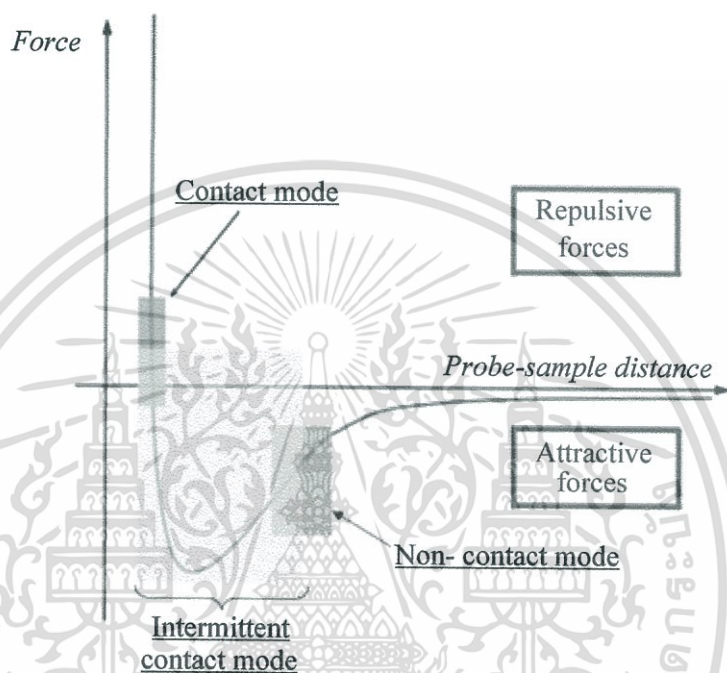 Force
Contact mode
Repulsive
forces
Probe-sample distance
Attractive
forces
Non- contact mode
Intermittent
contact mode